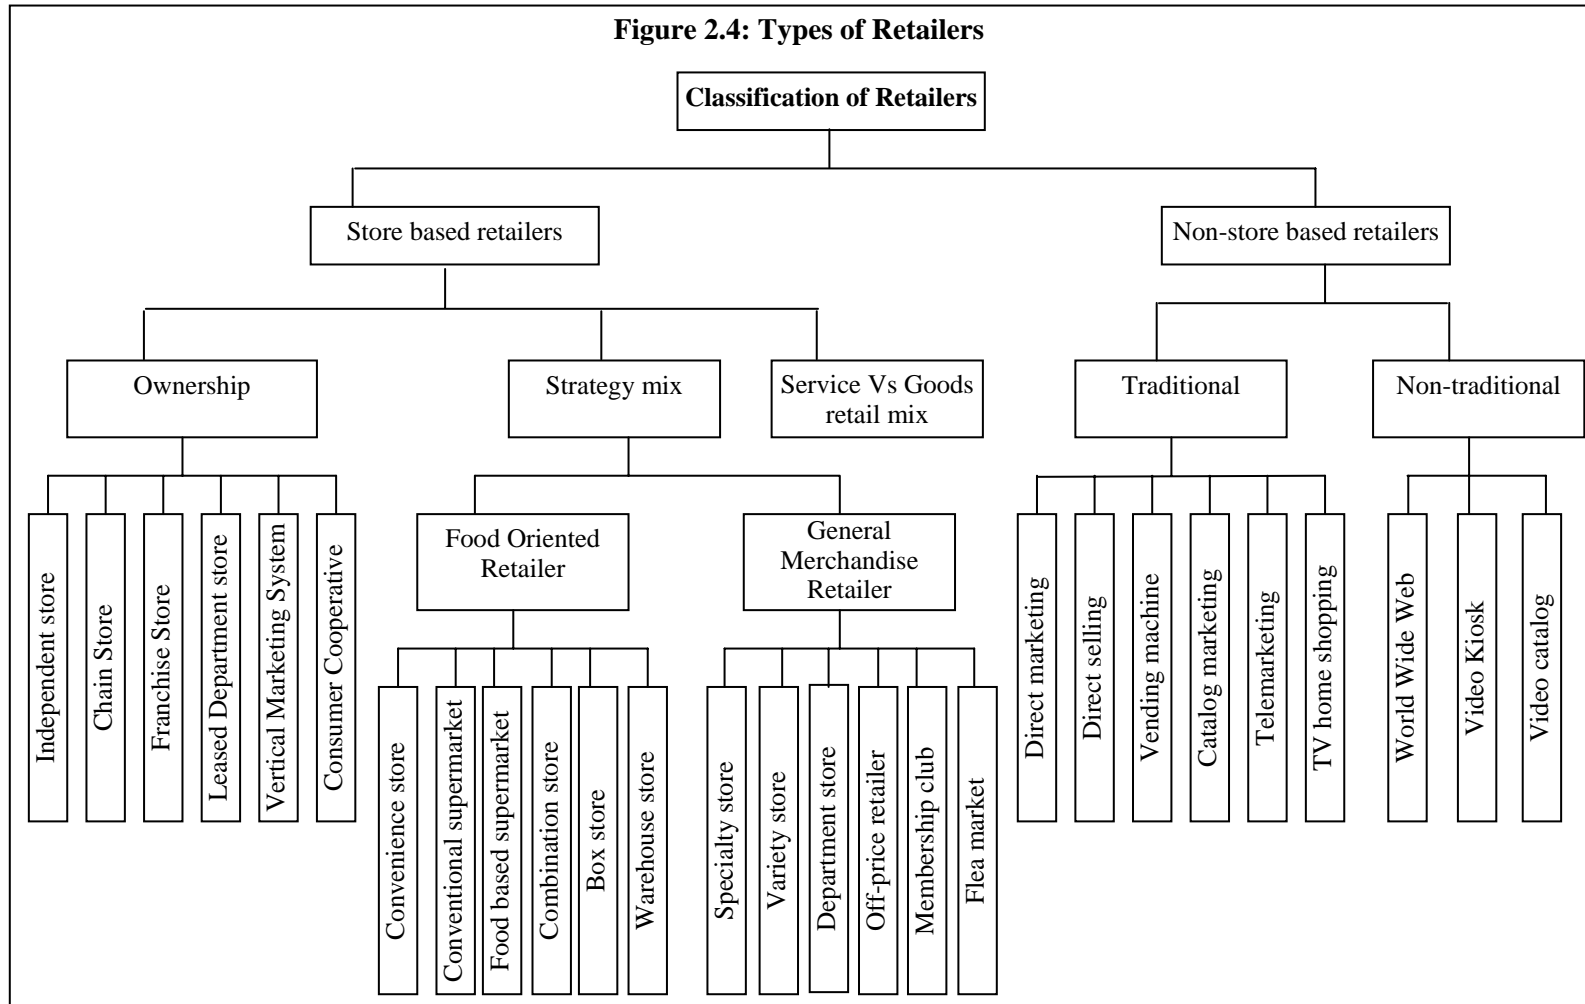 Figure 2.4: Types of Retailers
Classification of Retailers
Store based retailers
Non-store based retailers
Ownership
Strategy mix
Service Vs Goods
retail mix
Traditional
Non-traditional
Independent store
Chain Store
Franchise Store
Leased Department store
Vertical Marketing System
Consumer Cooperative
Food Oriented
Retailer
General
Merchandise
Retailer
Convenience store
Conventional supermarket
Food based supermarket
Combination store
Box store
Warehouse store
Specialty store
Variety store
Department store
Off-price retailer
Membership club
Flea market
Direct marketing
Direct selling
Vending machine
Catalog marketing
Telemarketing
TV home shopping
World Wide Web
Video Kiosk
Video catalog